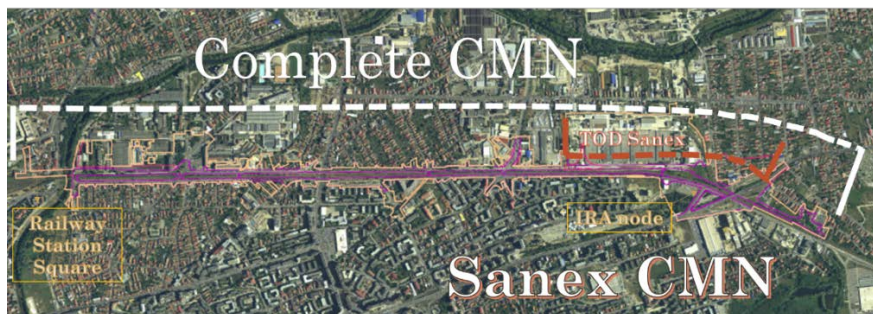 Complete CMN
TOD Sanex
Railway
Station
Square
IRA node
Sanex CMN